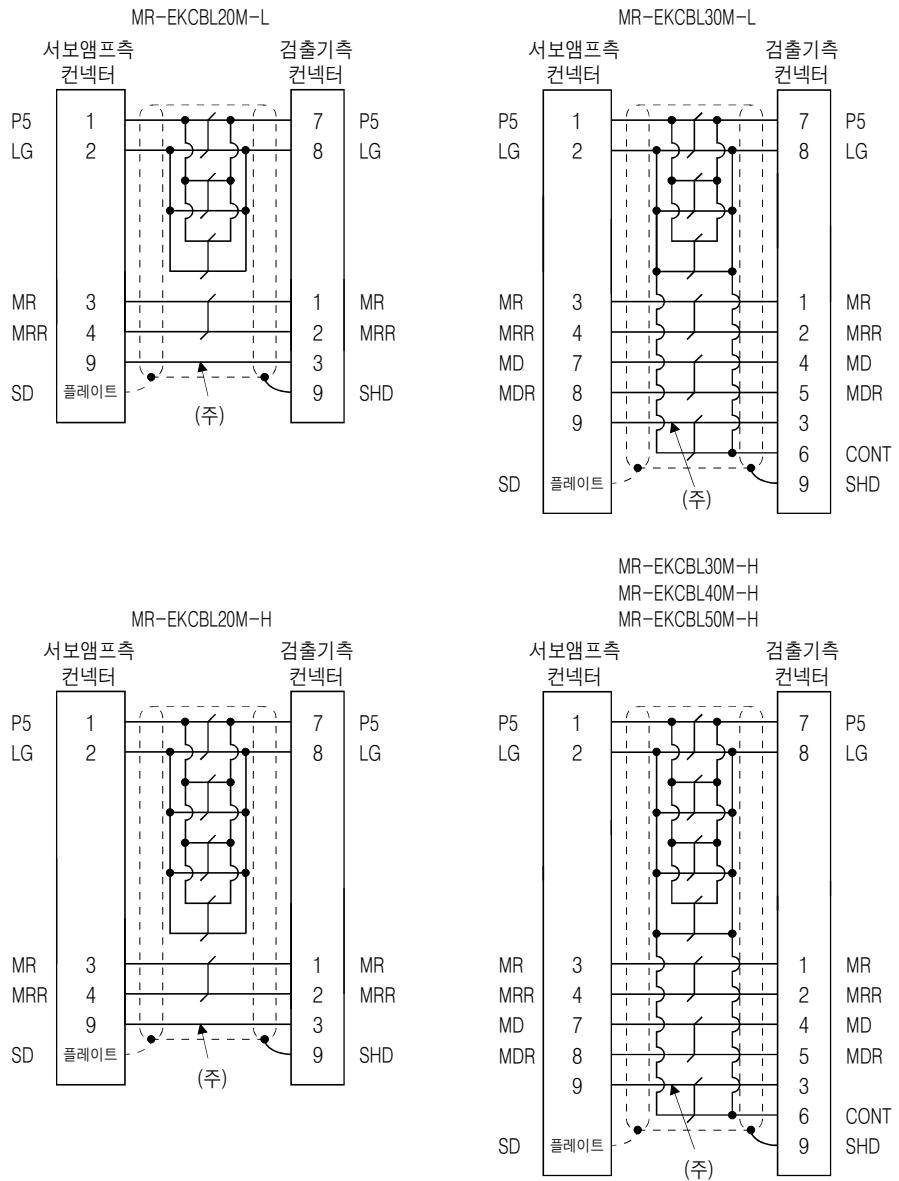 MR-EKCBL20M-L
서보앰프측 검출기측
컨넥터 컨넥터
P5 1 7 P5
LG 2 8 LG
MR 3 1 MR
MRR 4 2 MRR
9 3
SD 플레이트 9 SHD
(주)
MR-EKCBL30M-L
서보앰프측 검출기측
컨넥터 컨넥터
P5 1 7 P5
LG 2 8 LG
MR 3 1 MR
MRR 4 2 MRR
MD 7 4 MD
MDR 8 5 MDR
9 3
6 CONT
SD 플레이트 9 SHD
(주)
MR-EKCBL20M-H
서보앰프측 검출기측
컨넥터 컨넥터
P5 1 7 P5
LG 2 8 LG
MR 3 1 MR
MRR 4 2 MRR
9 3
SD 플레이트 9 SHD
(주)
MR-EKCBL30M-H
MR-EKCBL40M-H
MR-EKCBL50M-H
서보앰프측 검출기측
컨넥터 컨넥터
P5 1 7 P5
LG 2 8 LG
MR 3 1 MR
MRR 4 2 MRR
MD 7 4 MD
MDR 8 5 MDR
9 3
6 CONT
SD 플레이트 9 SHD
(주)